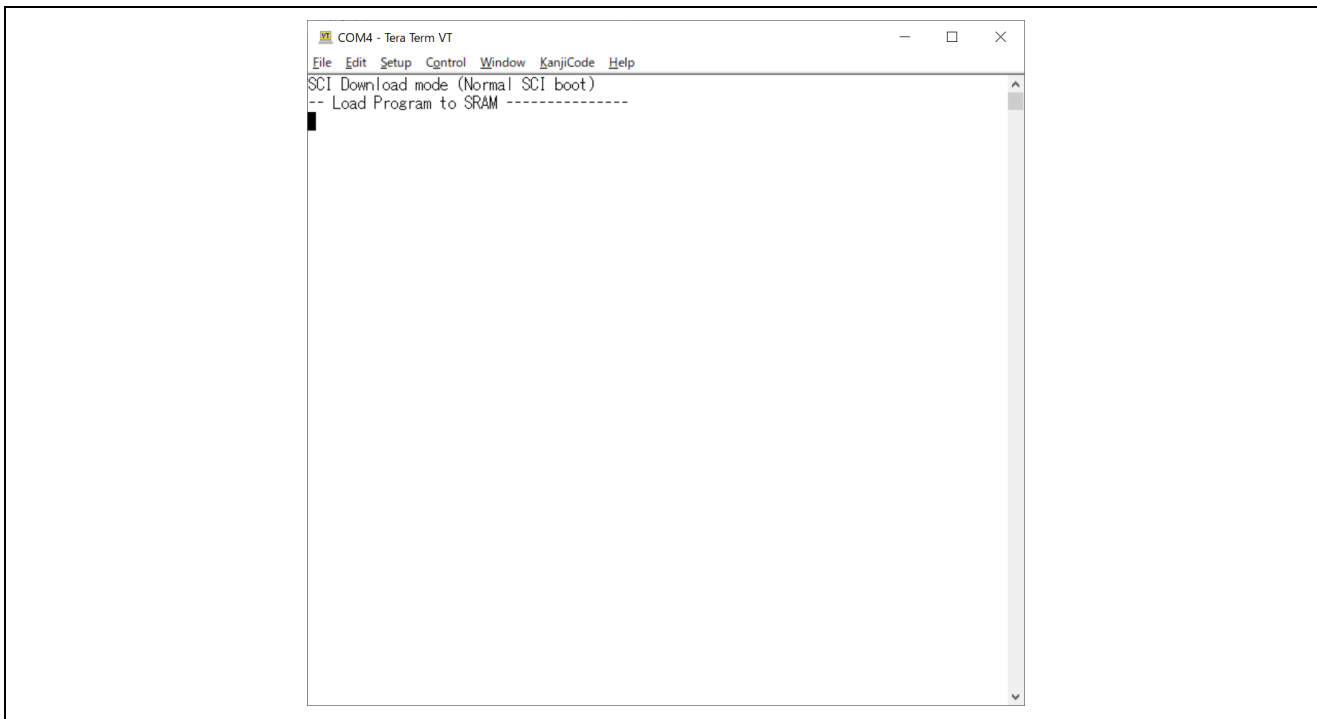 COM4 - Tera Term VT
File Edit Setup Control Window KanjiCode Help
SCI Download mode (Normal SCI boot)
-- Load Program to SRAM ---------------